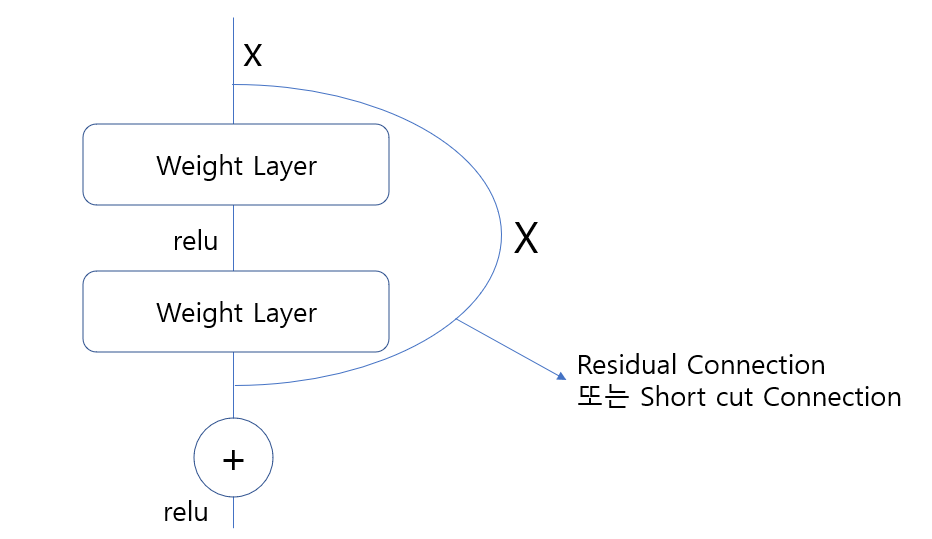 X
Weight Layer
relu
X
Weight Layer
Residual Connection
또는 Short cut Connection
+
relu